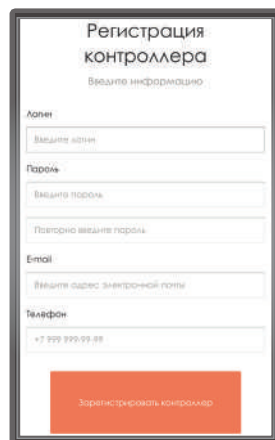 Регистрация
контроллера
Введите информацию
Логин
Введите логин
Пароль
Введите пароль
Повторно введите пароль
E-mail
Введите адрес электронной почты
Телефон
+7 999 999-99-99
Зарегистрировать контроллер